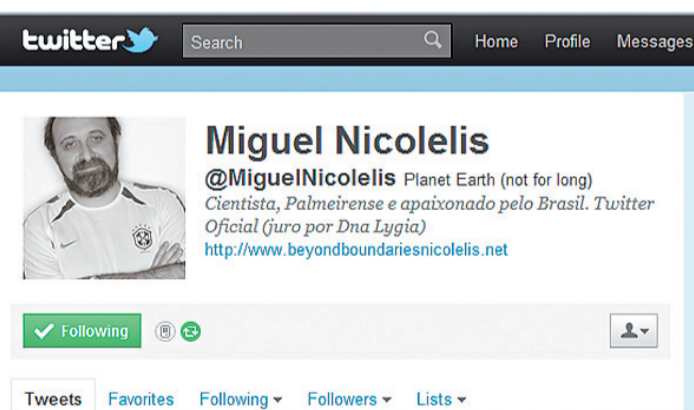 twitter Search Home Profile Messages
Miguel Nicolelis
@MiguelNicolelis Planet Earth (not for long)
Cientista, Palmeirense e apaixonado pelo Brasil. Twitter
Oficial (juro por Dna Lygia)
http://www.beyondboundariesnicolelis.net
Following
Tweets Favorites Following Followers Lists